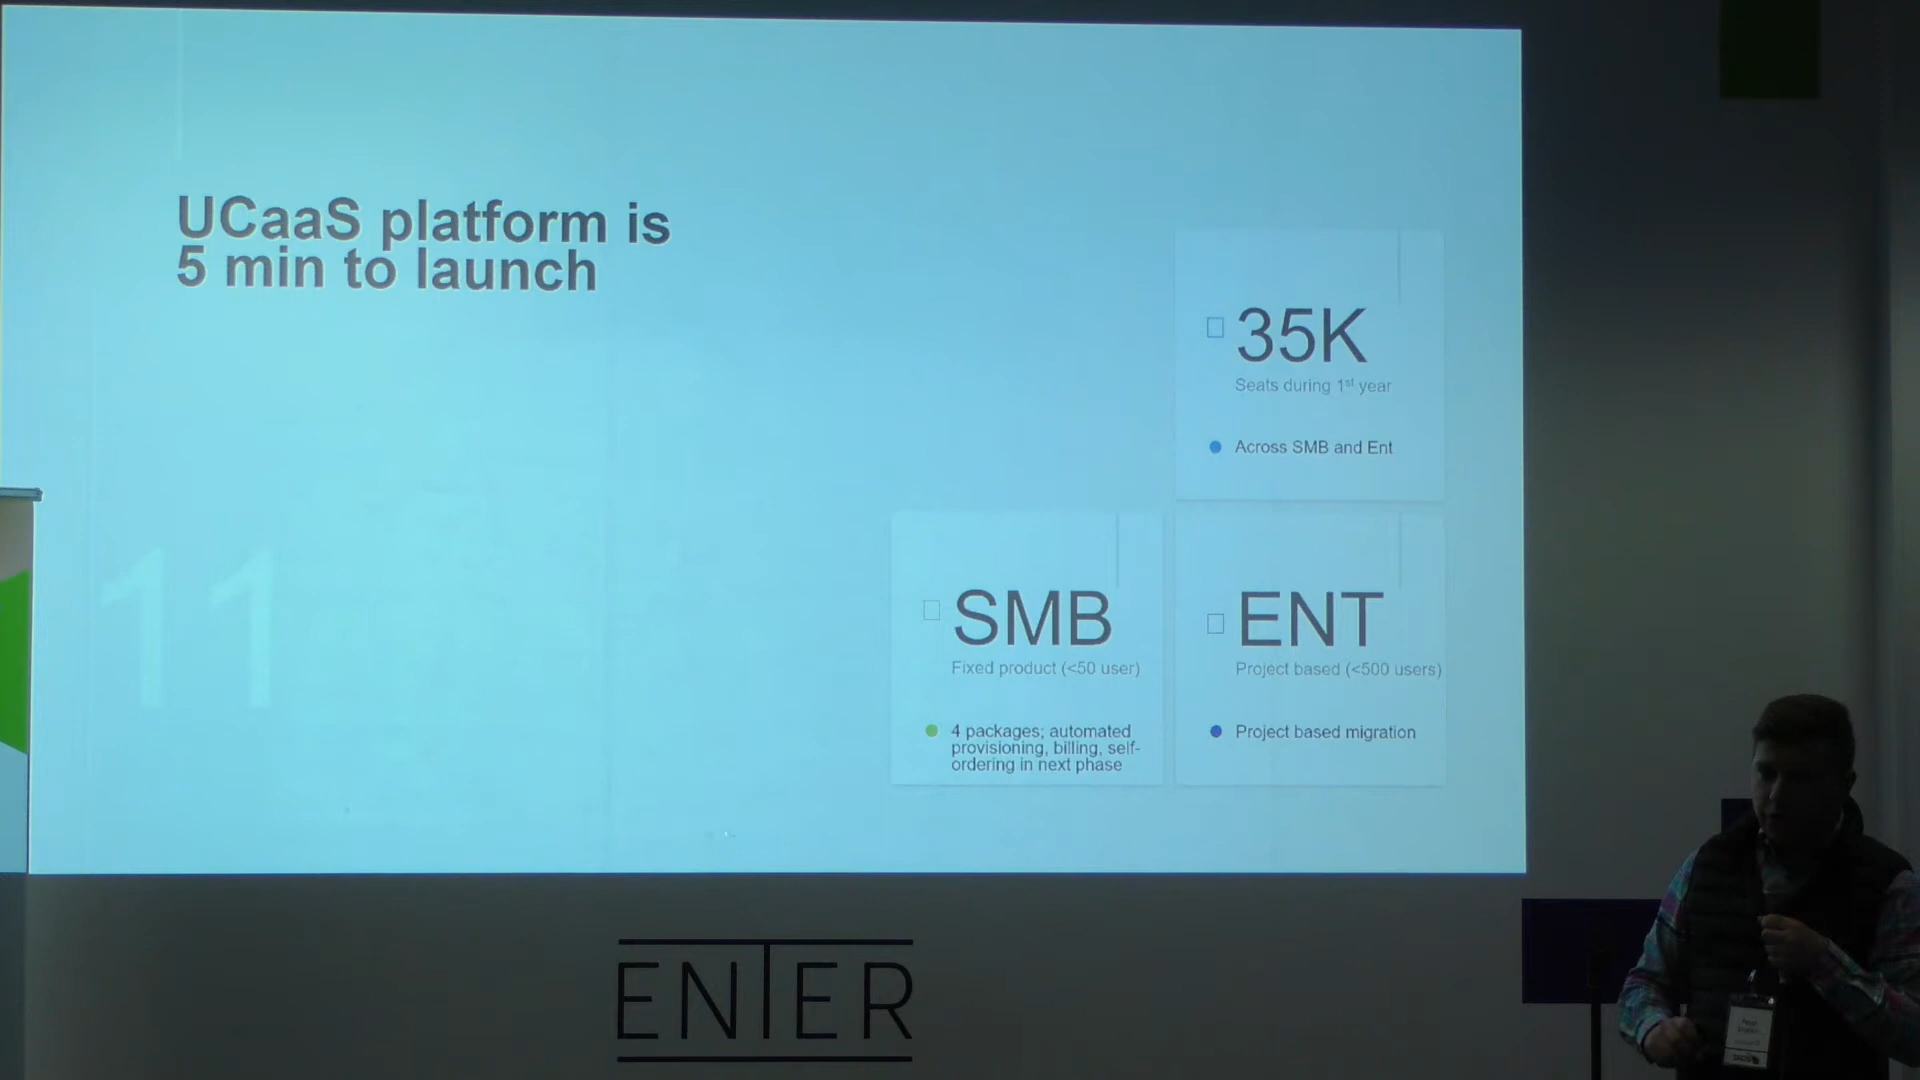 UCaaS platform is
5 min to launch
35K
Seats during 1st year
Across SMB and Ent
11
SMB
Fixed product (<50 user)
4 packages; automated
provisioning, billing, self-
ordering in next phase
ENT
Project based (<500 users)
Project based migration
ENTER